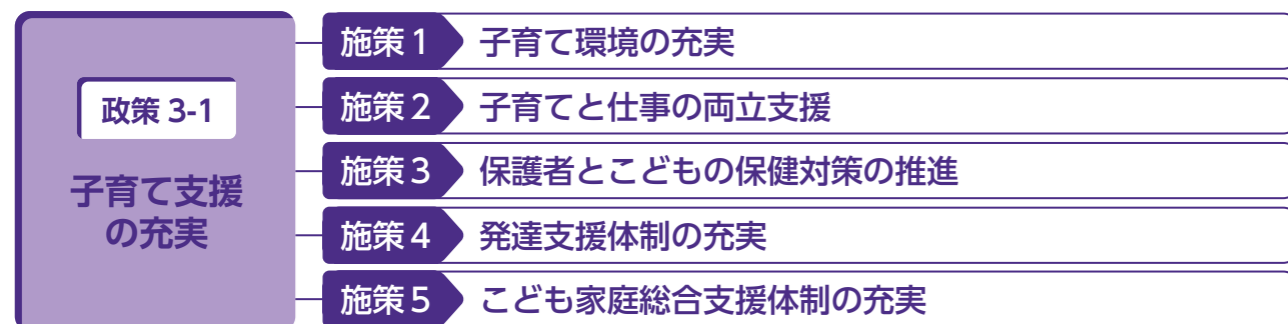 政策 3-1
子育て支援
の充実
施策 1 子育て環境の充実
施策 2 子育てと仕事の両立支援
施策 3 保護者とこどもの保健対策の推進
施策 4 発達支援体制の充実
施策 5 こども家庭総合支援体制の充実